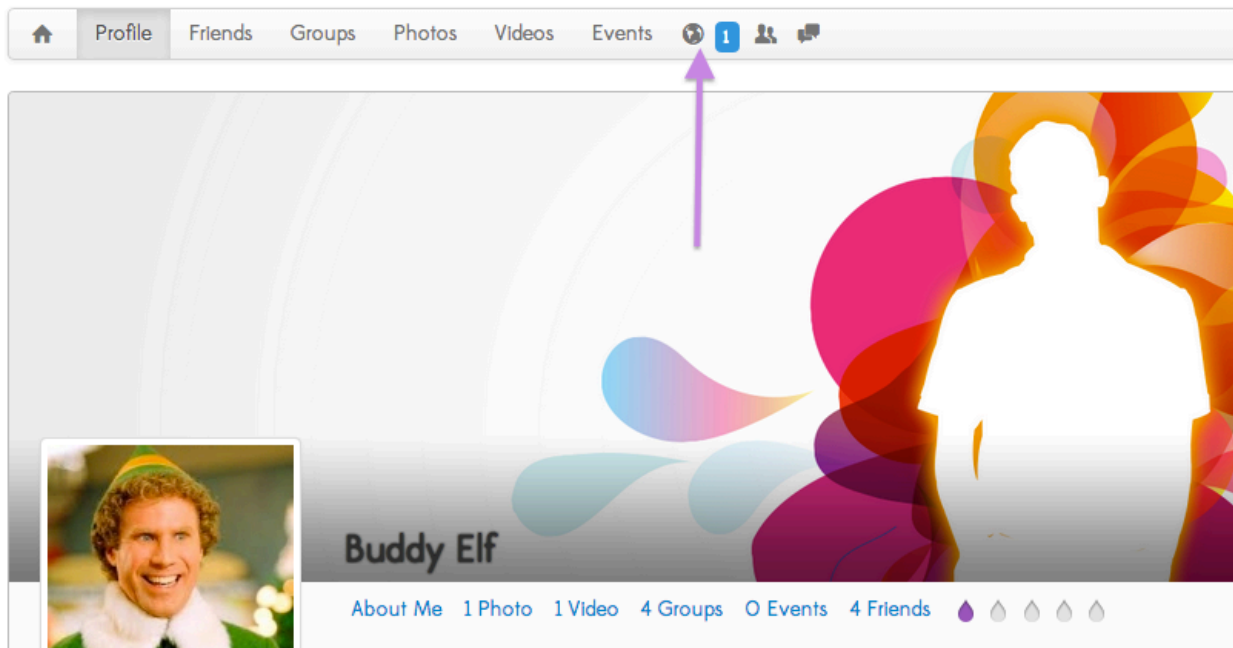 Profile Friends Groups Photos Videos Events 1
Buddy Elf
About Me 1 Photo 1 Video 4 Groups 0 Events 4 Friends